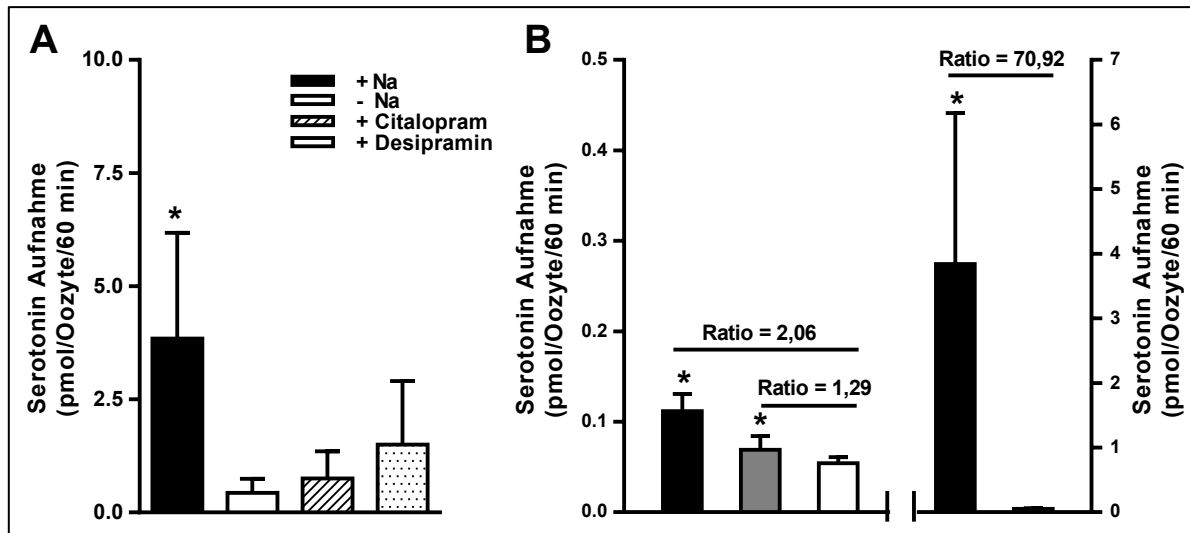 A
Serotonin Aufnahme
(pmol/Oozyte/60 min)
10.0
7.5
5.0
2.5
0.0
+ Na
- Na
+ Citalopram
+ Desipramin
*
B
Serotonin Aufnahme
(pmol/Oozyte/60 min)
0.5
0.4
0.3
0.2
0.1
0.0
Ratio = 2,06
Ratio = 1,29
*
*
Ratio = 70,92
*
7
6
5
4
3
2
1
0
Serotonin Aufnahme
(pmol/Oozyte/60 min)